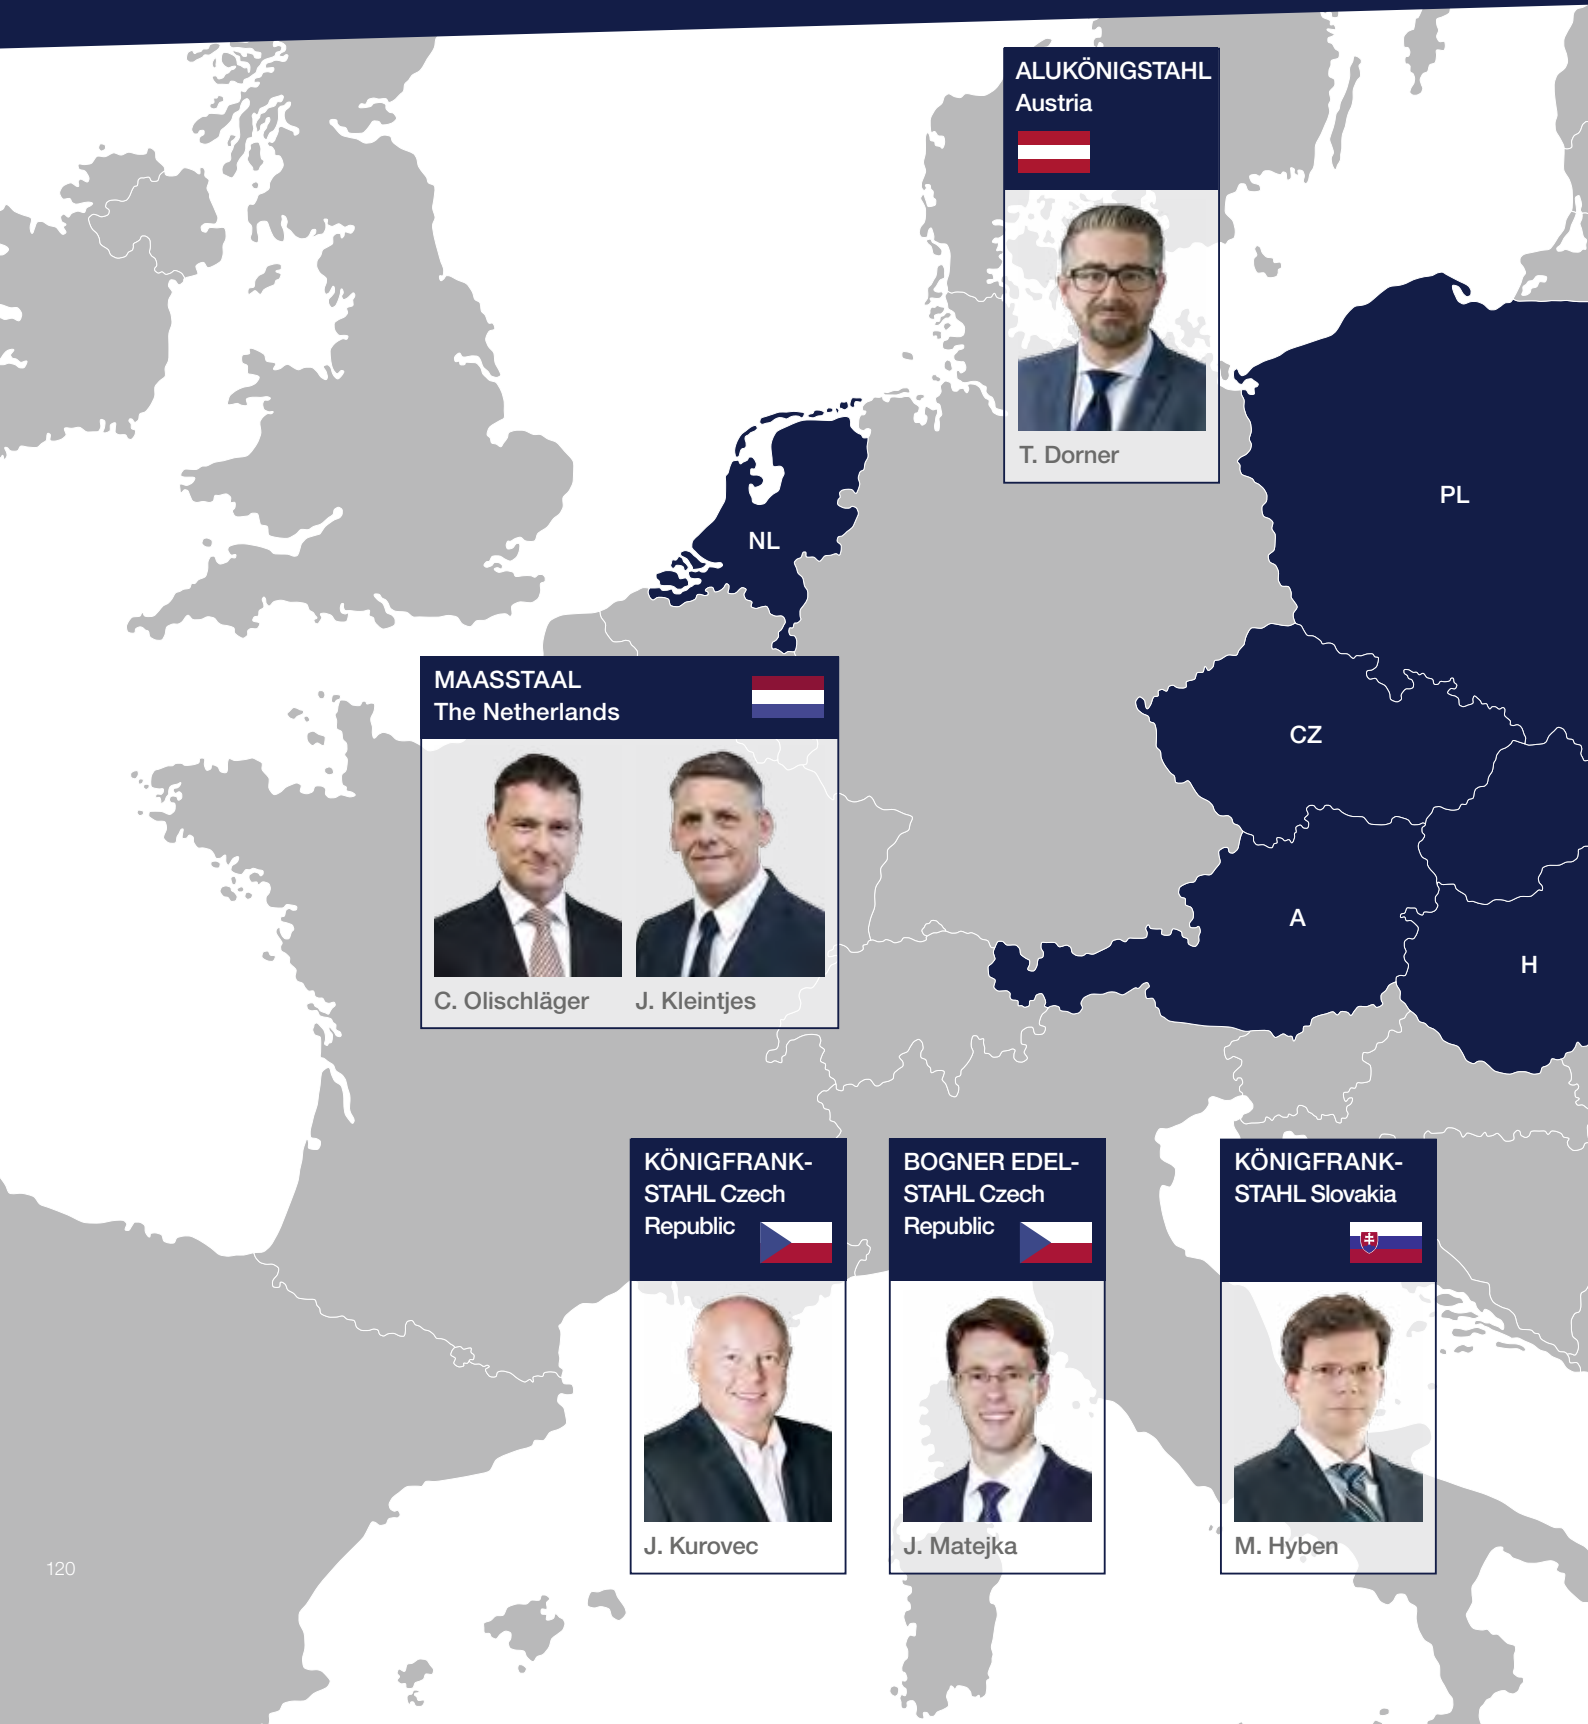 ALUKÖNIGSTAHL
Austria
T. Dorner
PL
NL
MAASSTAAL
The Netherlands
C. Olischläger
J. Kleintjes
CZ
A
H
KÖNIGFRANK-
STAHL Czech
Republic
J. Kurovec
BOGNER EDEL-
STAHL Czech
Republic
J. Matejka
KÖNIGFRANK-
STAHL Slovakia
M. Hyben
120